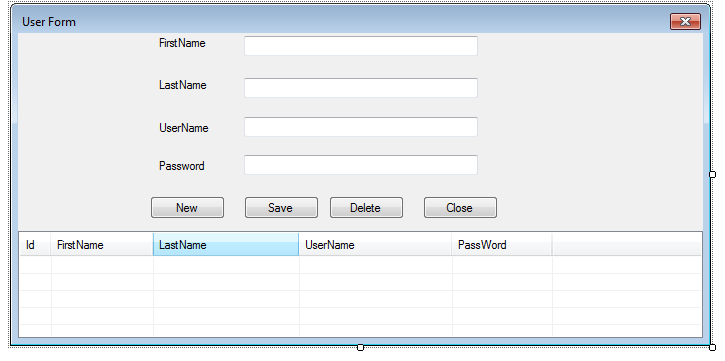 User Form
FirstName
LastName
UserName
Password
New Save Delete Close
Id FirstName LastName UserName PassWord